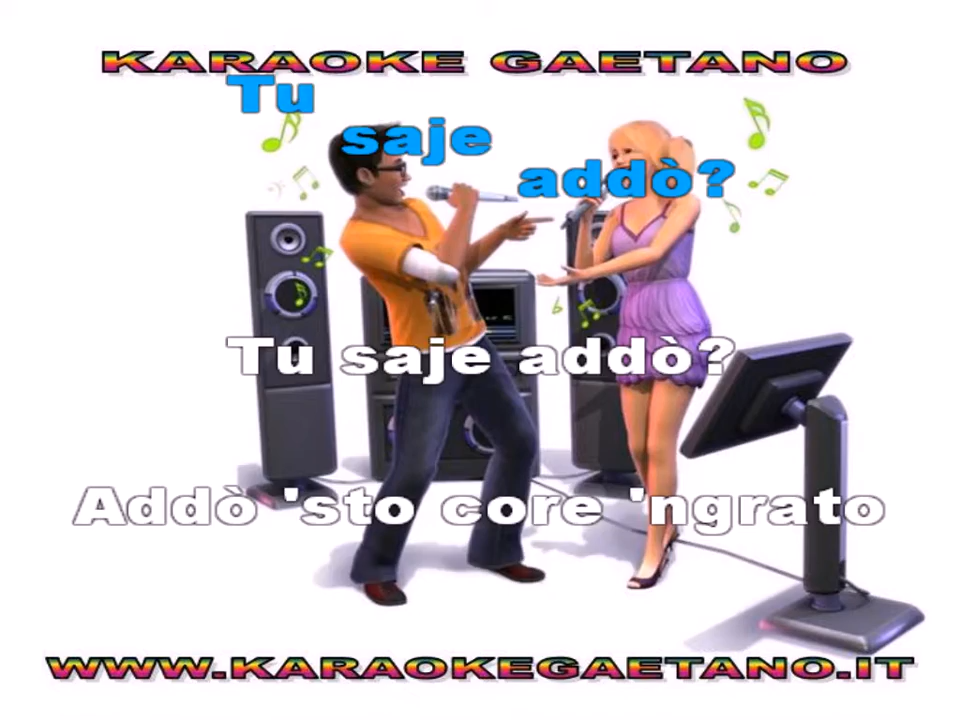 KARAOKE GAETANO
Tu
saje
addò?
Tu saje addò?
Addò 'sto core 'ngrato
WWW.KARAOKEGAETANO.IT